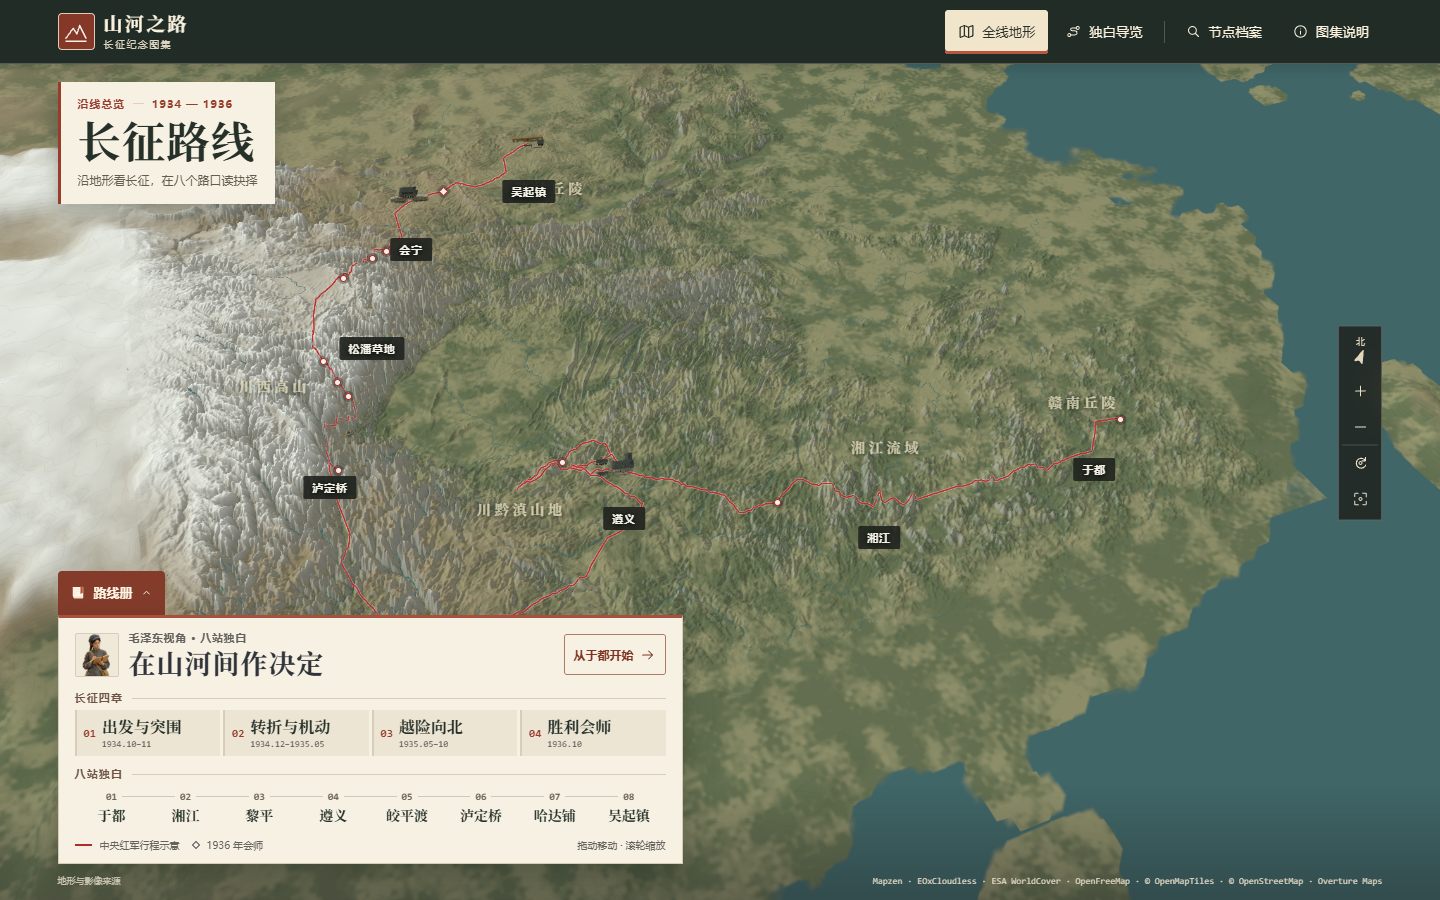 山河之路
长征纪念图集
全线地形
独白导览
节点档案
图集说明
沿线总览 — 1934 — 1936
长征路线
沿地形看长征，在八个路口读抉择
吴起镇
丘陵
会宁
松潘草地
川西高山
泸定桥
川黔滇山地
遵义
湘江流域
湘江
赣南丘陵
于都
北
路线册
毛泽东视角 • 八站独白
在山河间作决定
从于都开始
长征四章
01 出发与突围
1934.10–11
02 转折与机动
1934.12–1935.05
03 越险向北
1935.05–10
04 胜利会师
1936.10
八站独白
01 02 03 04 05 06 07 08
于都 湘江 黎平 遵义 皎平渡 泸定桥 哈达铺 吴起镇
中央红军行程示意 1936 年会师
拖动移动 · 滚轮缩放
地形与影像来源
Mapzen · EOxCloudless · ESA WorldCover · OpenFreeMap · © OpenMapTiles · © OpenStreetMap · Overture Maps